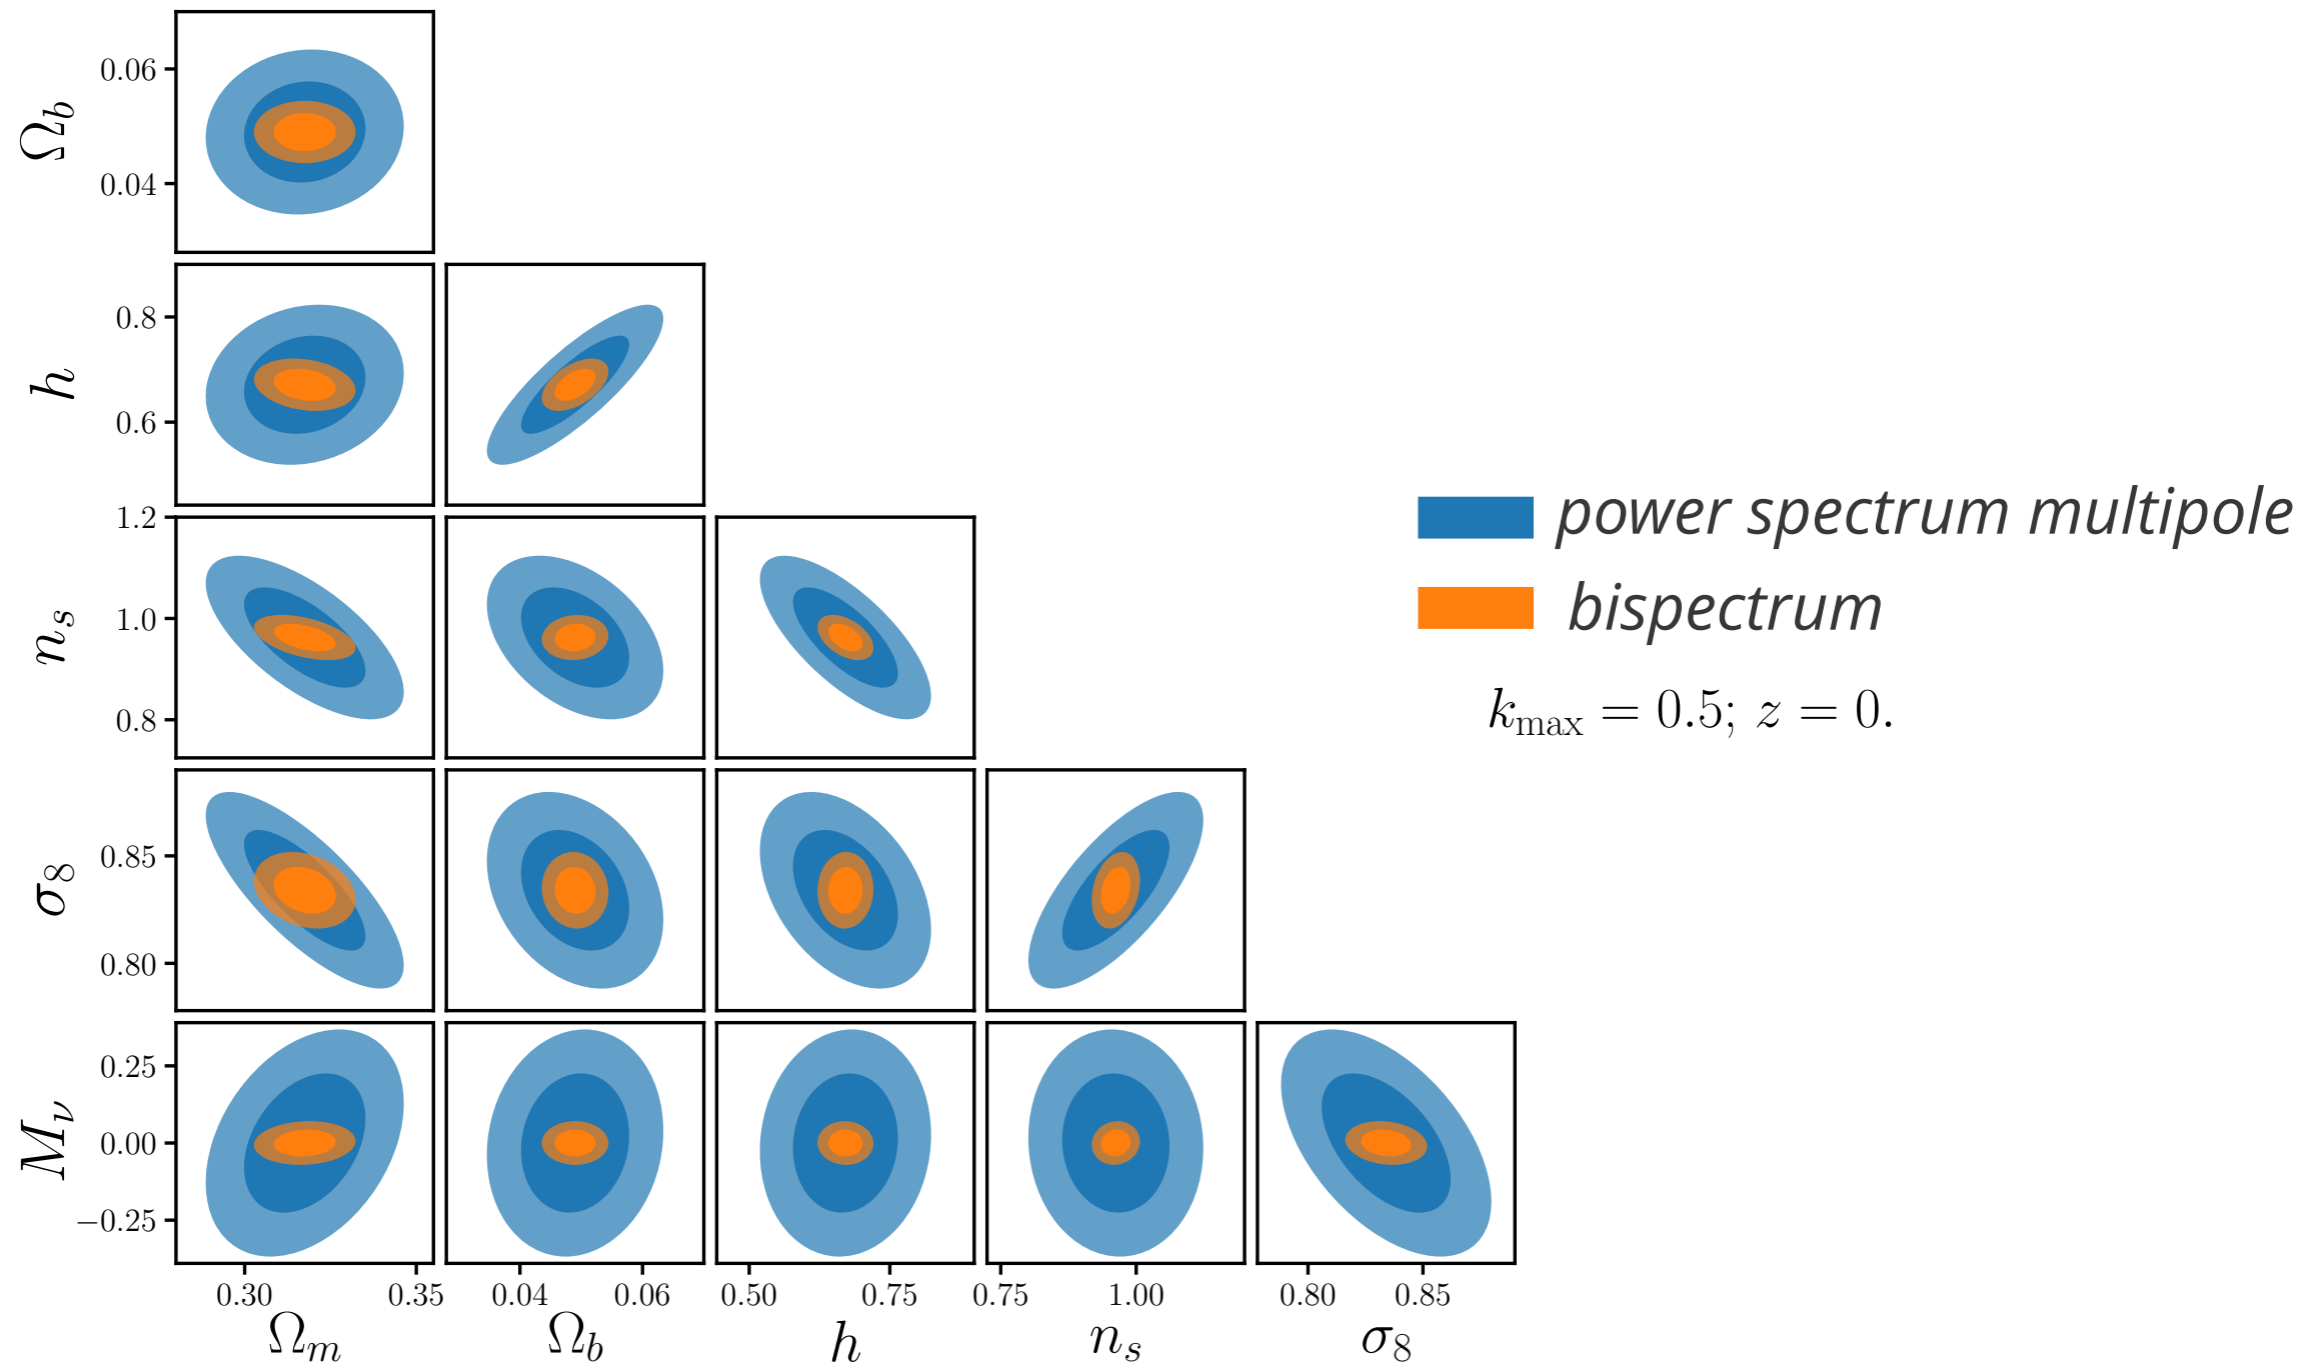 0.06
Ω_b
0.04
0.8
h
0.6
1.2
n_s
1.0
0.8
power spectrum multipole
bispectrum
k_max = 0.5; z = 0.
0.85
σ_8
0.80
0.25
M_ν
0.00
−0.25
0.30 0.35 0.04 0.06 0.50 0.75 0.75 1.00 0.80 0.85
Ω_m Ω_b h n_s σ_8